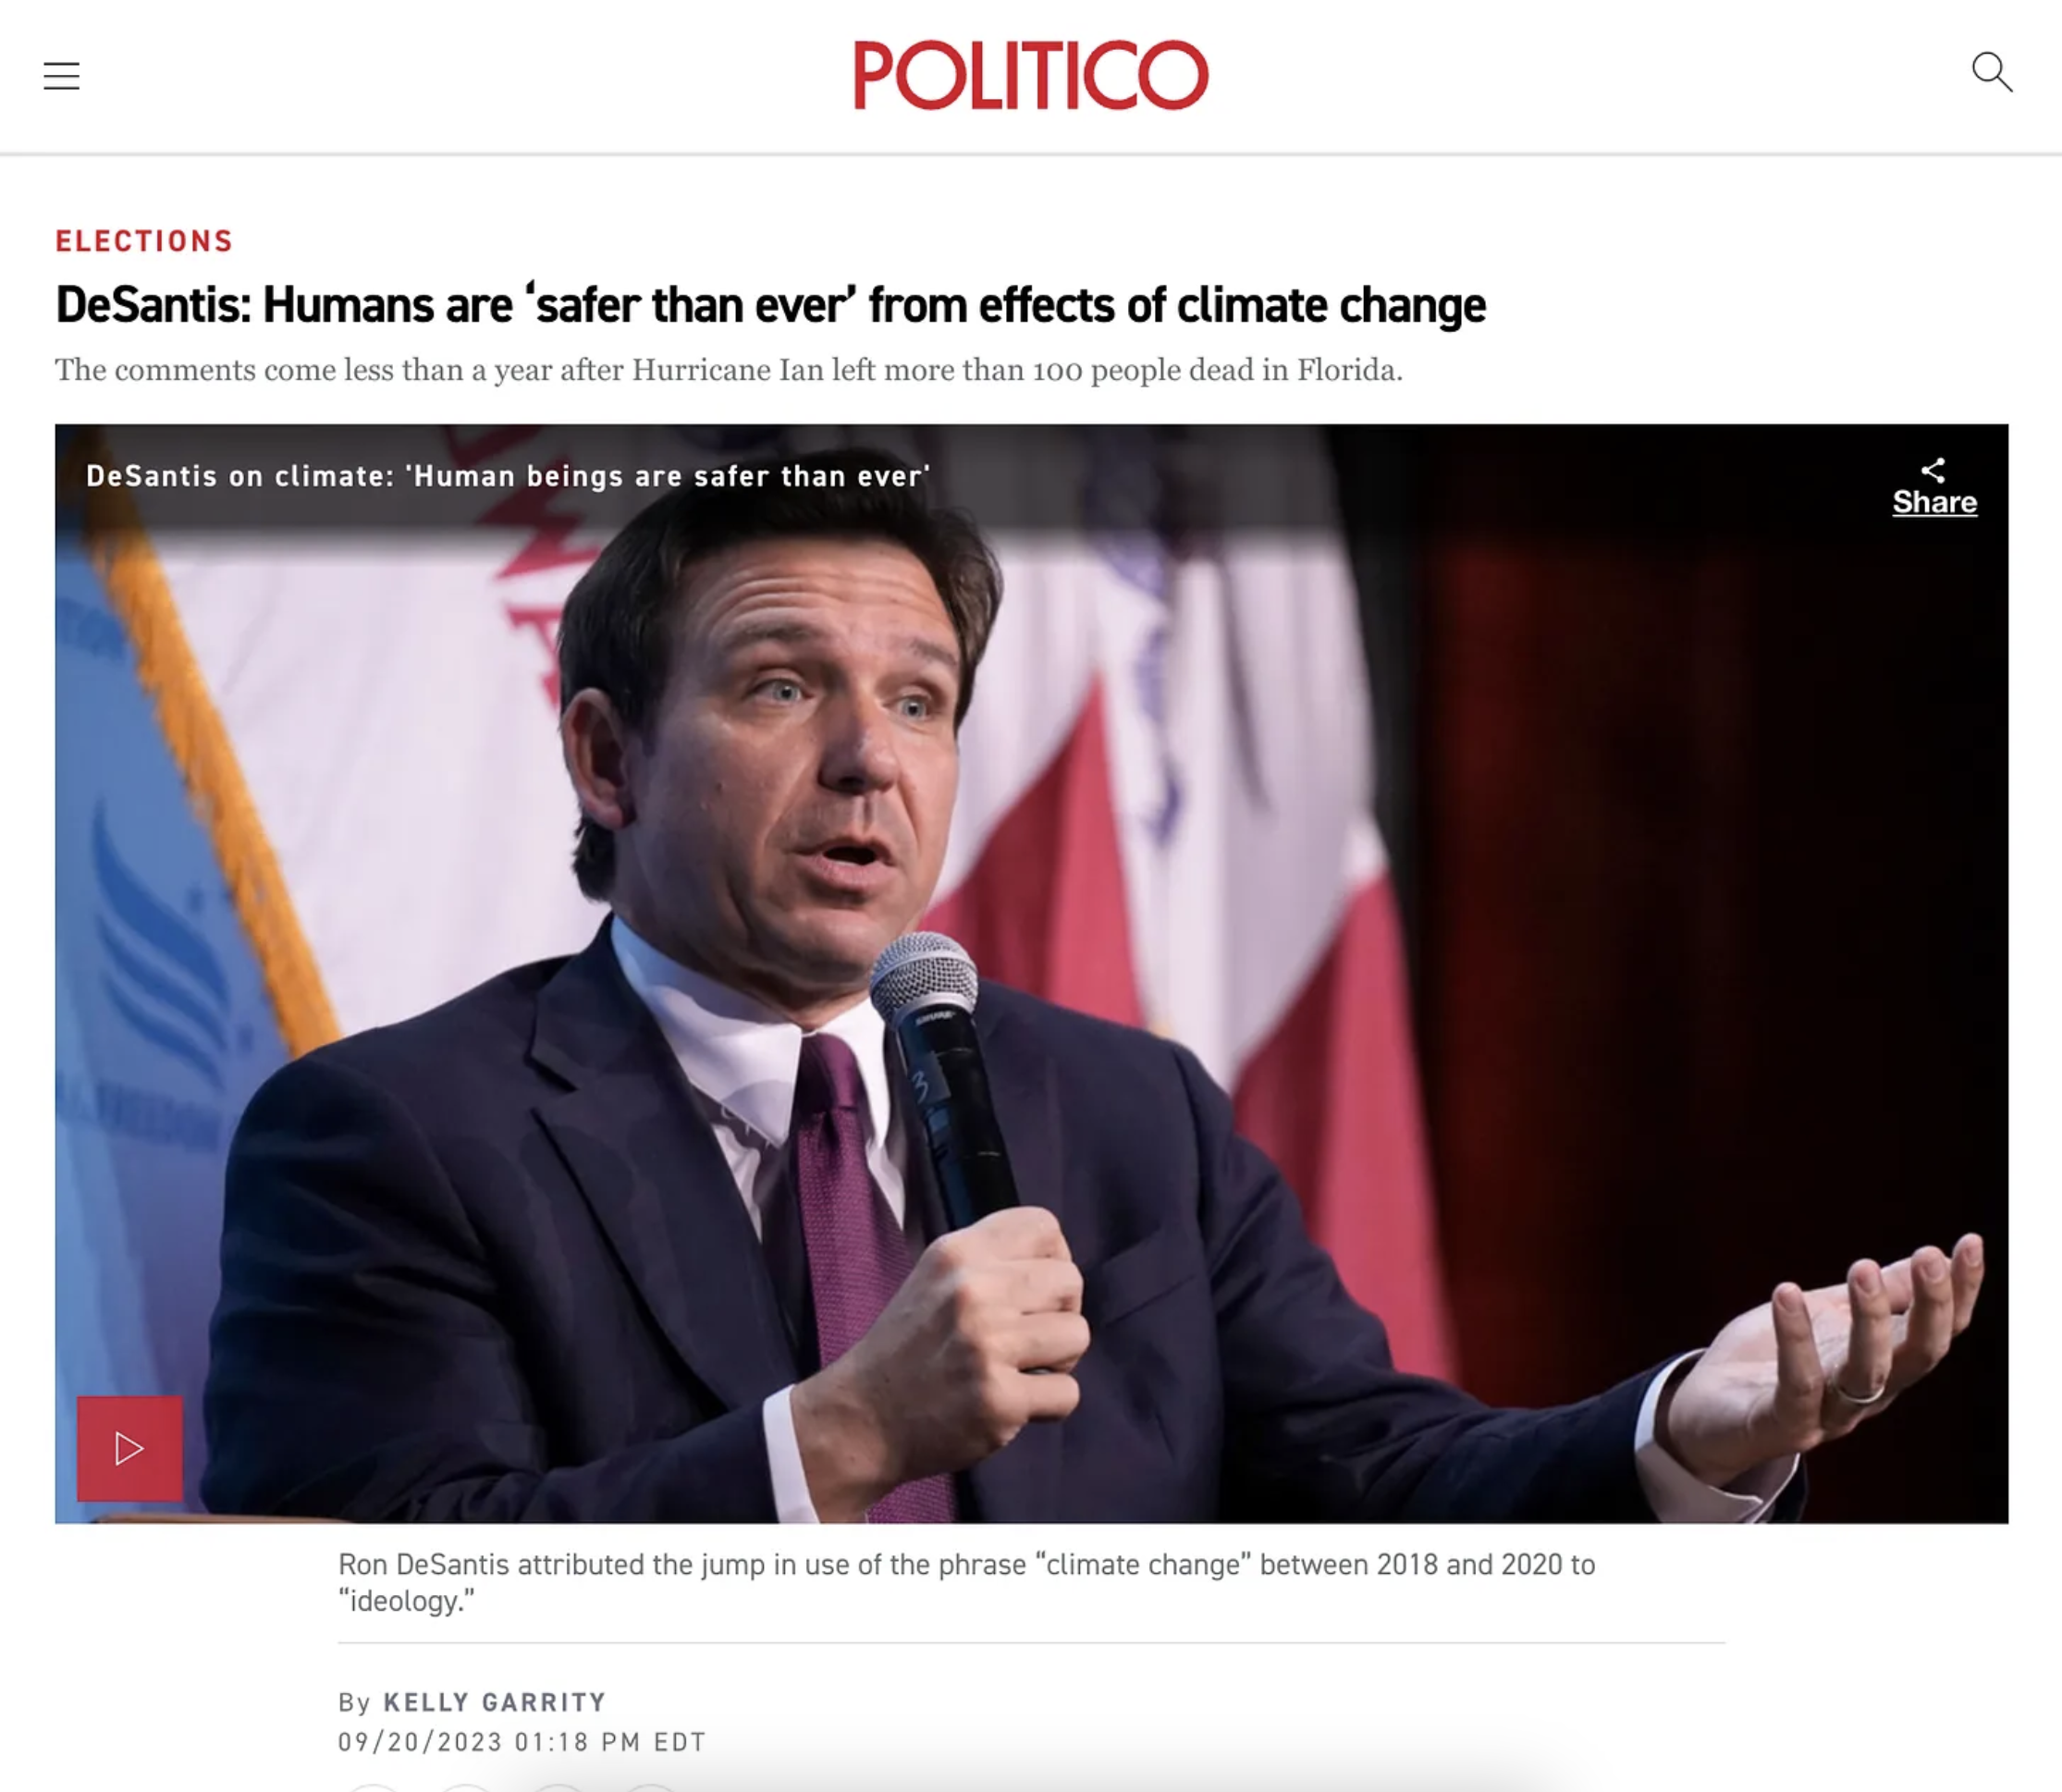 POLITICO
ELECTIONS
DeSantis: Humans are ‘safer than ever’ from effects of climate change
The comments come less than a year after Hurricane Ian left more than 100 people dead in Florida.
DeSantis on climate: 'Human beings are safer than ever'
Share
SHURE
3
Ron DeSantis attributed the jump in use of the phrase “climate change” between 2018 and 2020 to
“ideology.”
By KELLY GARRITY
09/20/2023 01:18 PM EDT